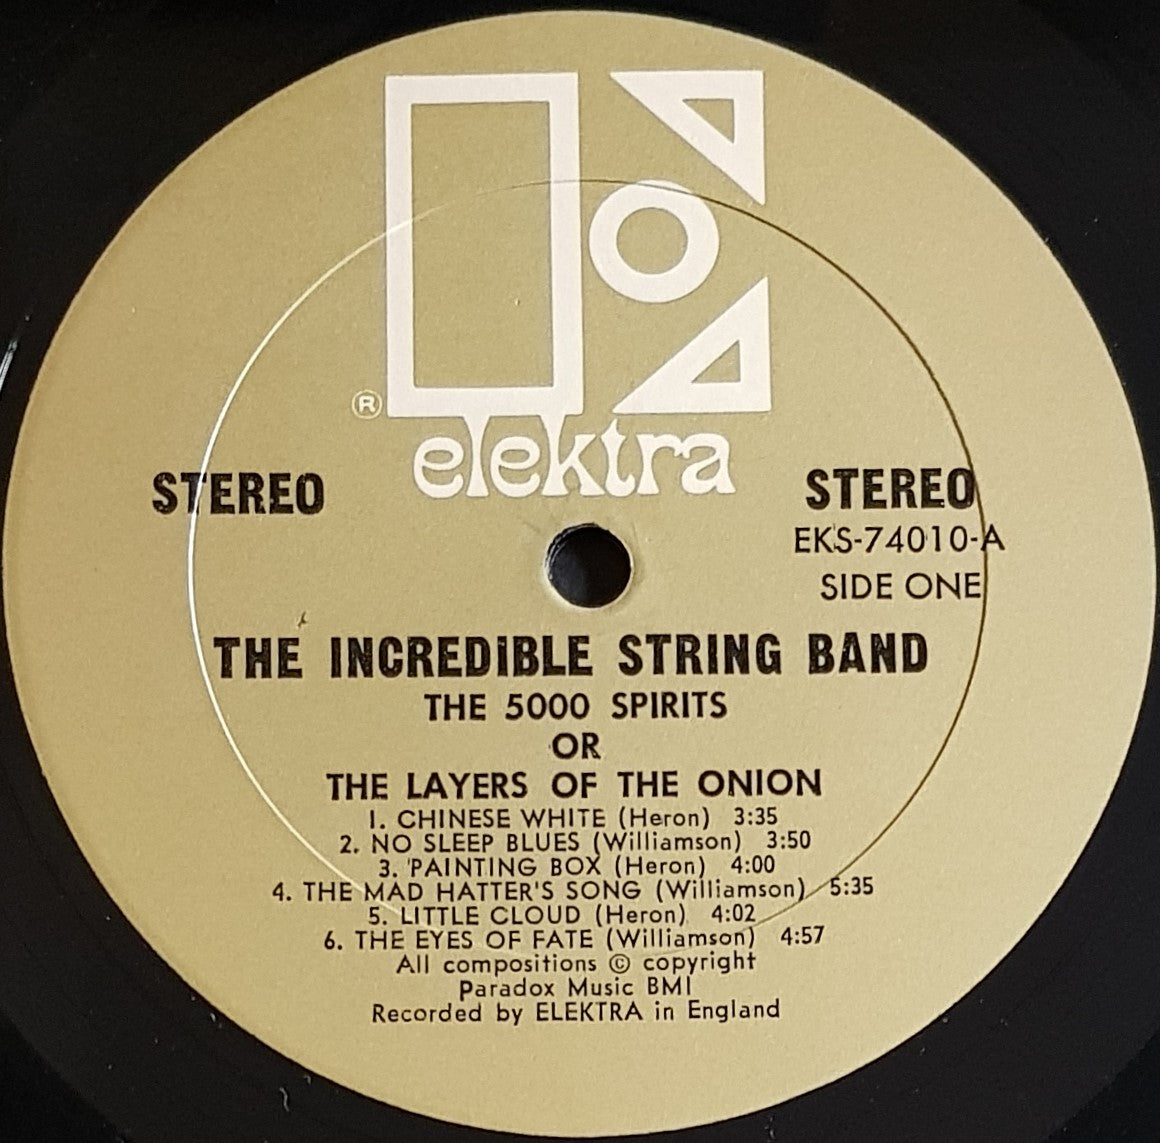 ®
elektra
STEREO
STEREO
EKS-74010-A
SIDE ONE
THE INCREDiBLE STRING BAND
THE 5000 SPIRITS
OR
THE LAYERS OF THE ONION
1. CHINESE WHITE (Heron) 3:35
2. NO SLEEP BLUES (Williamson) 3:50
3. PAINTING BOX (Heron) 4:00
4. THE MAD HATTER'S SONG (Williamson) 5:35
5. LITTLE CLOUD (Heron) 4:02
6. THE EYES OF FATE (Williamson) 4:57
All compositions © copyright
Paradox Music BMI
Recorded by ELEKTRA in England